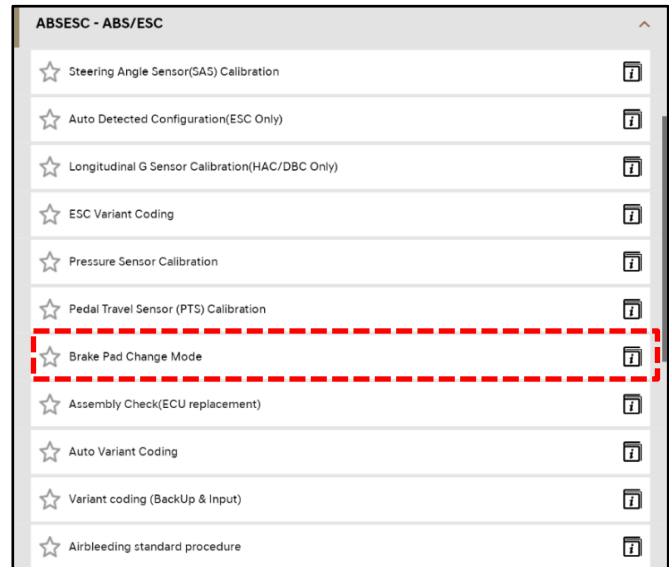 ABSESC - ABS/ESC
Steering Angle Sensor(SAS) Calibration
Auto Detected Configuration(ESC Only)
Longitudinal G Sensor Calibration(HAC/DBC Only)
ESC Variant Coding
Pressure Sensor Calibration
Pedal Travel Sensor (PTS) Calibration
Brake Pad Change Mode
Assembly Check(ECU replacement)
Auto Variant Coding
Variant coding (BackUp & Input)
Airbleeding standard procedure